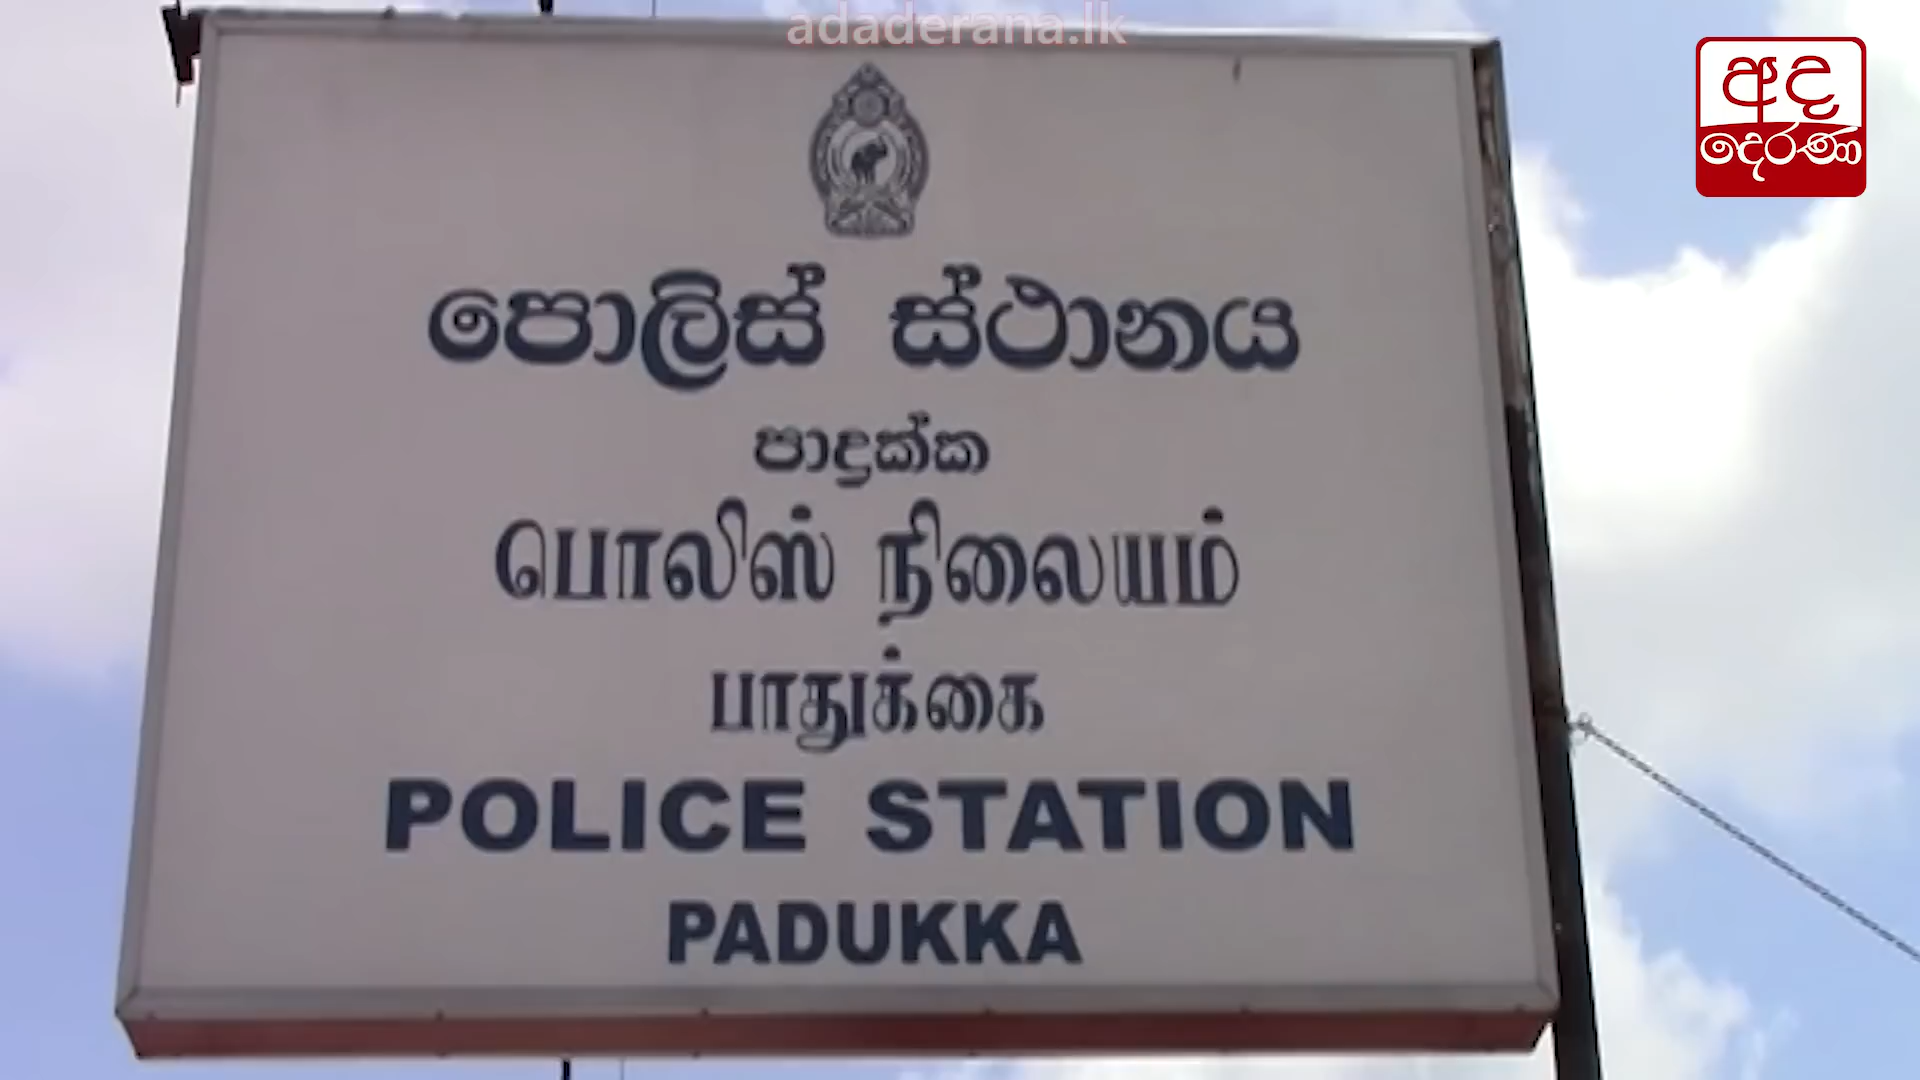 adaderana.lk
අද
දෙරණ
පොලිස් ස්ථානය
පාදුක්ක
பொலிஸ் நிலையம்
பாதுக்கை
POLICE STATION
PADUKKA